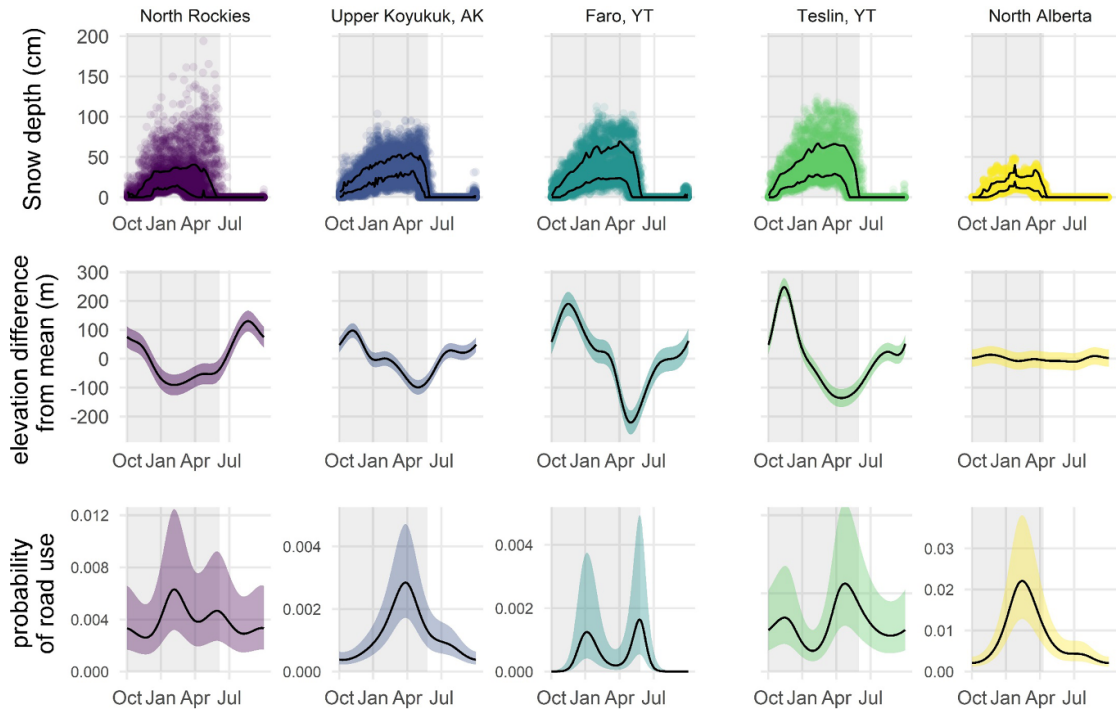 North Rockies Upper Koyukuk, AK Faro, YT Teslin, YT North Alberta
Snow depth (cm)
200
150
100
50
0
Oct Jan Apr Jul Oct Jan Apr Jul Oct Jan Apr Jul Oct Jan Apr Jul Oct Jan Apr Jul
elevation difference
from mean (m)
300
200
100
0
-100
-200
Oct Jan Apr Jul Oct Jan Apr Jul Oct Jan Apr Jul Oct Jan Apr Jul Oct Jan Apr Jul
probability
of road use
0.012
0.008
0.004
0.000
0.004
0.002
0.000
0.004
0.002
0.000
0.03
0.02
0.01
0.00
Oct Jan Apr Jul Oct Jan Apr Jul Oct Jan Apr Jul Oct Jan Apr Jul Oct Jan Apr Jul